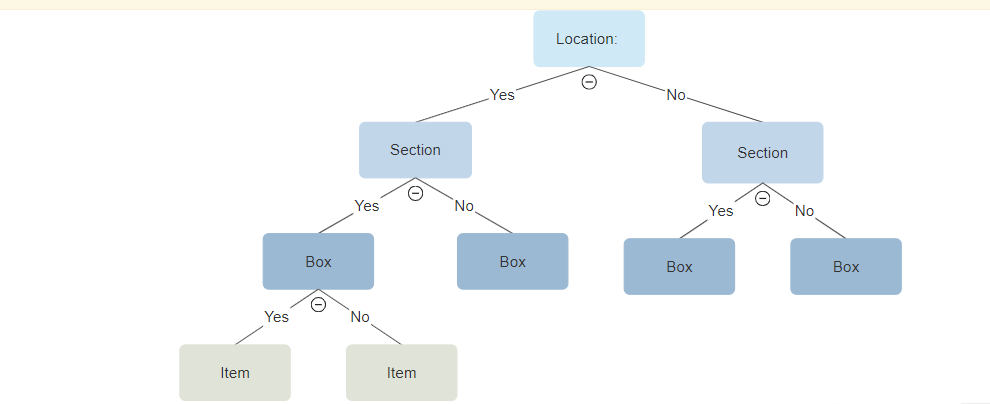 Location:
Yes
No
Section
Section
Yes
No
Yes
No
Box
Box
Box
Box
Yes
No
Item
Item